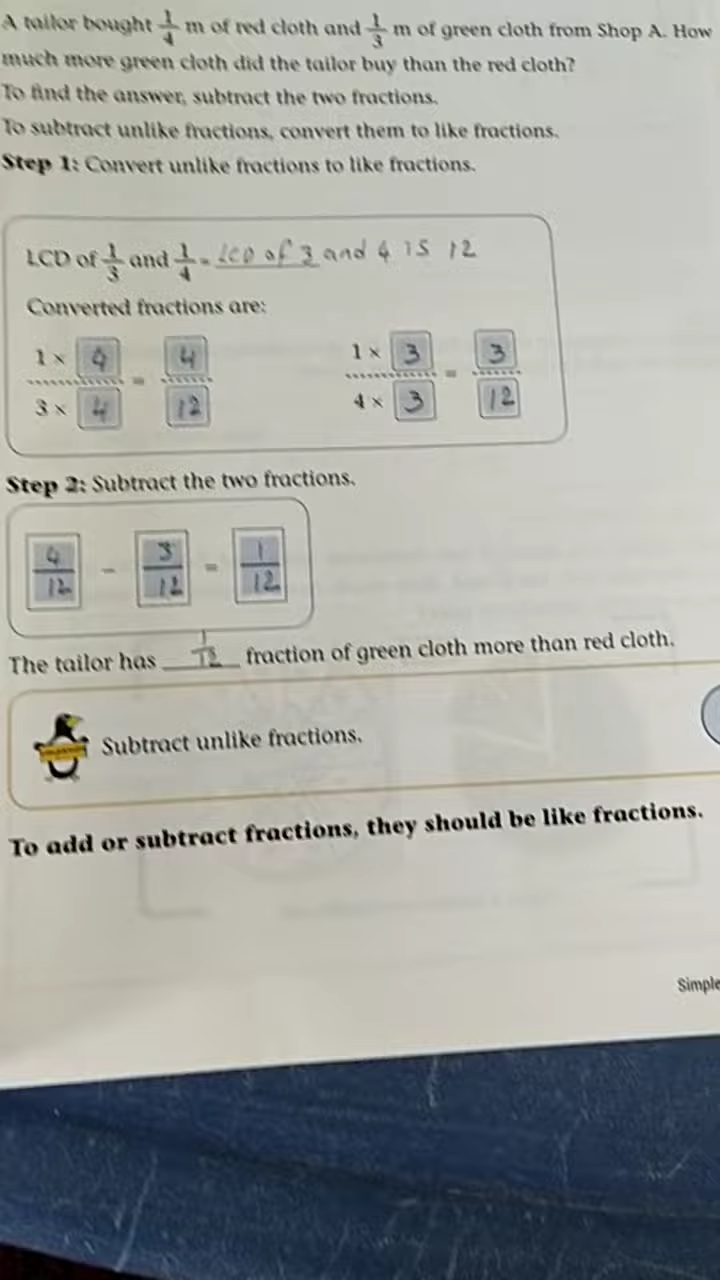 A tailor bought 1/4 m of red cloth and 1/3 m of green cloth from Shop A. How
much more green cloth did the tailor buy than the red cloth?
To find the answer, subtract the two fractions.
To subtract unlike fractions, convert them to like fractions.
Step 1: Convert unlike fractions to like fractions.
LCD of 1/3 and 1/4 = LCD of 3 and 4 is 12
Converted fractions are:
1 × 4 / 3 × 4 = 4/12 1 × 3 / 4 × 3 = 3/12
Step 2: Subtract the two fractions.
4/12 - 3/12 = 1/12
The tailor has 1/12 fraction of green cloth more than red cloth.
Subtract unlike fractions.
To add or subtract fractions, they should be like fractions.
Simple